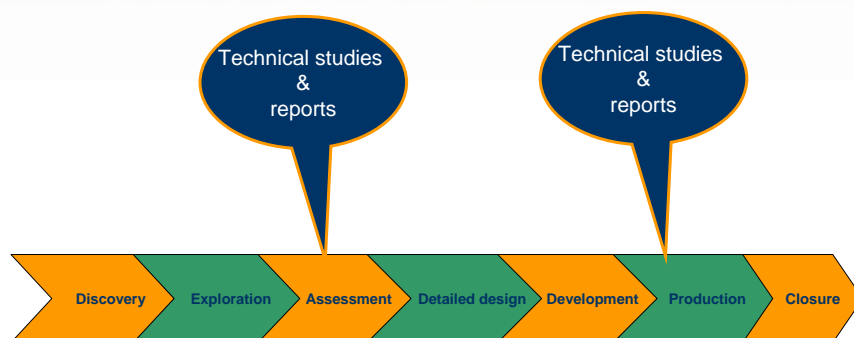 Technical studies
&
reports
Technical studies
&
reports
Discovery
Exploration
Assessment
Detailed design
Development
Production
Closure